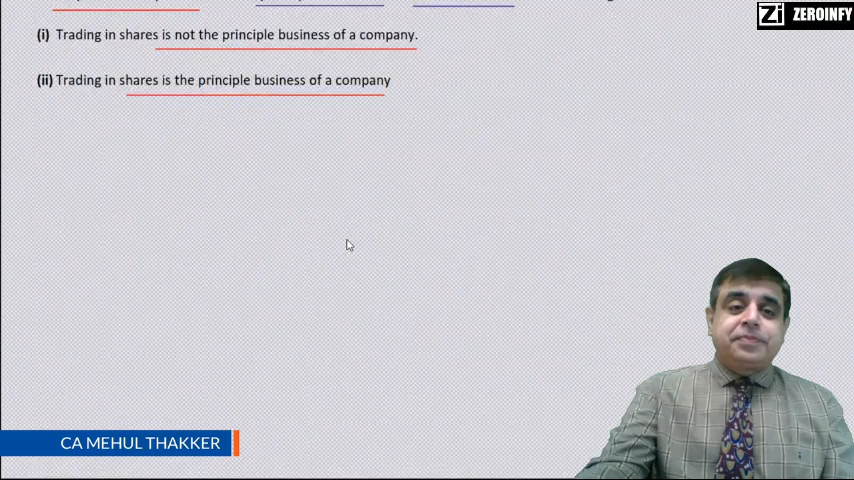 Zi ZEROINFY
(i) Trading in shares is not the principle business of a company.
(ii) Trading in shares is the principle business of a company
CA MEHUL THAKKER